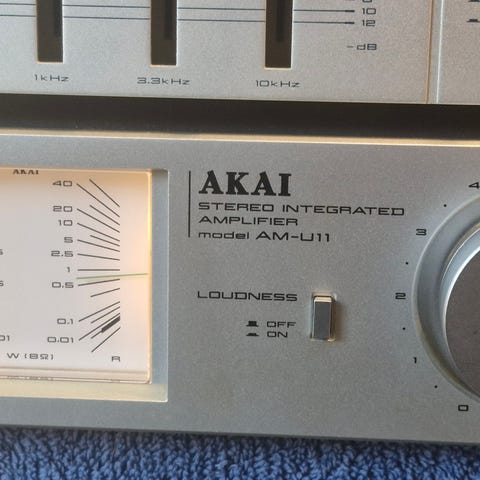 10
12
-dB
1kHz
3.3kHz
10kHz
AKAI
40
20
10
5
2.5
1
0.5
0.1
0.01
W (8Ω)
R
AKAI
STEREO INTEGRATED
AMPLIFIER
model AM-U11
LOUDNESS
OFF
ON
4
3
2
1
0